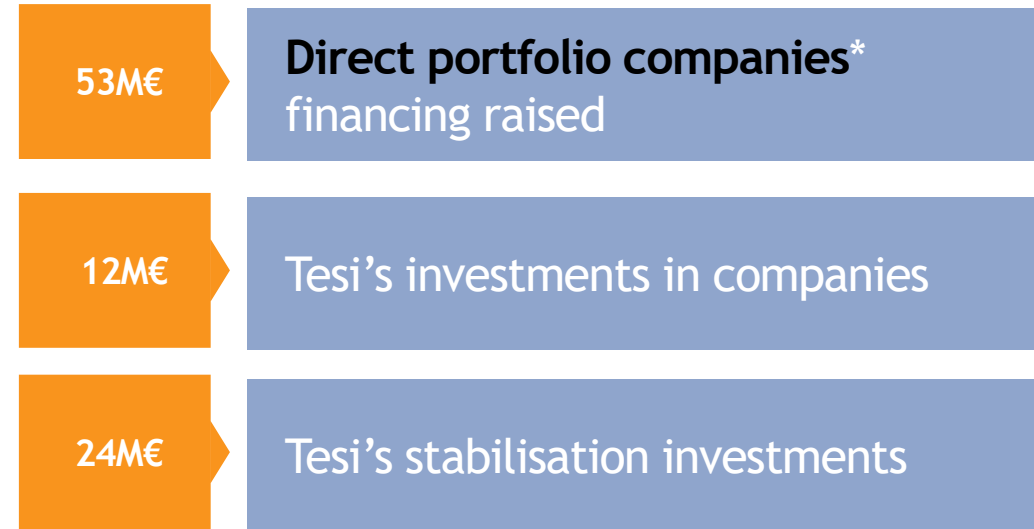 53M€
Direct portfolio companies*
financing raised
12M€
Tesi’s investments in companies
24M€
Tesi’s stabilisation investments